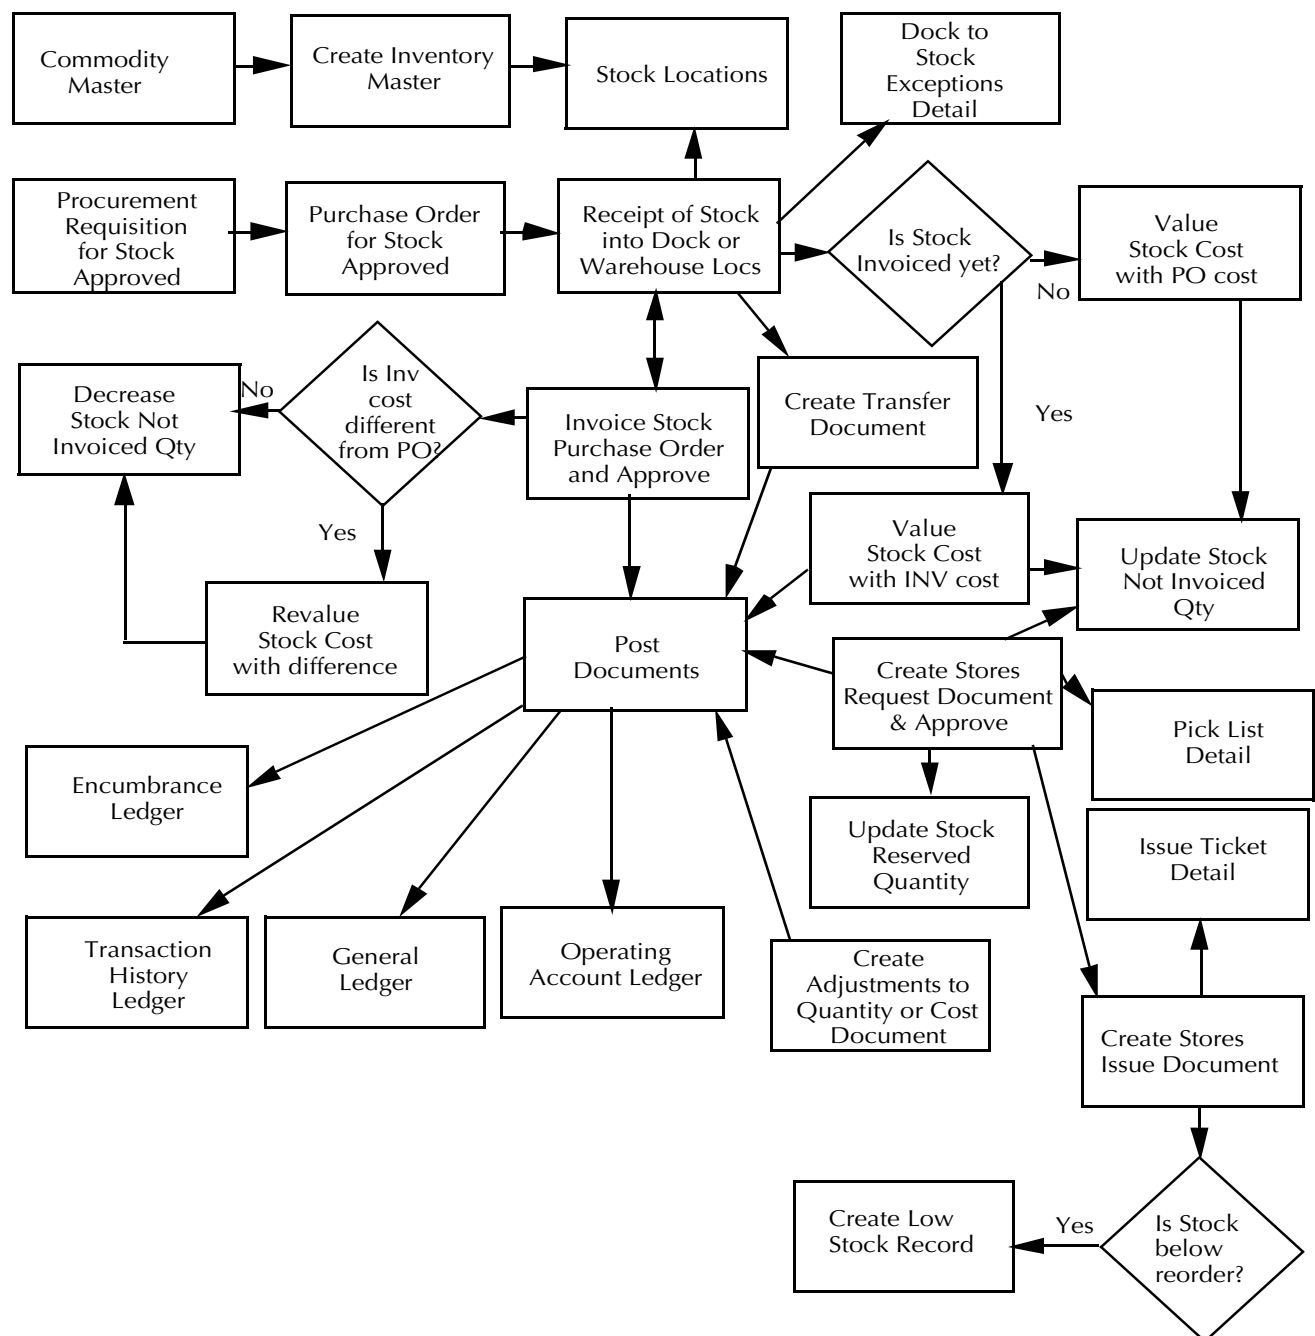 Commodity
Master
Create Inventory
Master
Stock Locations
Dock to
Stock
Exceptions
Detail
Procurement
Requisition
for Stock
Approved
Purchase Order
for Stock
Approved
Receipt of Stock
into Dock or
Warehouse Locs
Is Stock
Invoiced yet?
No
Value
Stock Cost
with PO cost
Decrease
Stock Not
Invoiced Qty
No
Is Inv
cost
different
from PO?
Invoice Stock
Purchase Order
and Approve
Create Transfer
Document
Yes
Yes
Value
Stock Cost
with INV cost
Update Stock
Not Invoiced
Qty
Revalue
Stock Cost
with difference
Post
Documents
Create Stores
Request Document
& Approve
Pick List
Detail
Encumbrance
Ledger
Update Stock
Reserved
Quantity
Issue Ticket
Detail
Transaction
History
Ledger
General
Ledger
Operating
Account Ledger
Create
Adjustments to
Quantity or Cost
Document
Create Stores
Issue Document
Create Low
Stock Record
Yes
Is Stock
below
reorder?